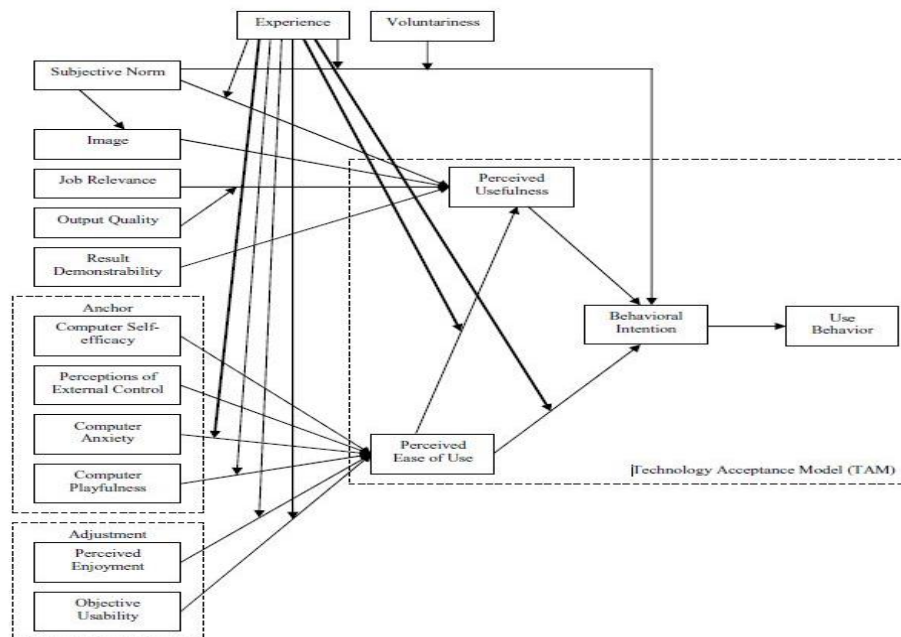 Experience
Voluntariness
Subjective Norm
Image
Job Relevance
Output Quality
Result
Demonstrability
Perceived
Usefulness
Anchor
Computer Self-
efficacy
Perceptions of
External Control
Computer
Anxiety
Computer
Playfulness
Behavioral
Intention
Use
Behavior
Perceived
Ease of Use
Technology Acceptance Model (TAM)
Adjustment
Perceived
Enjoyment
Objective
Usability